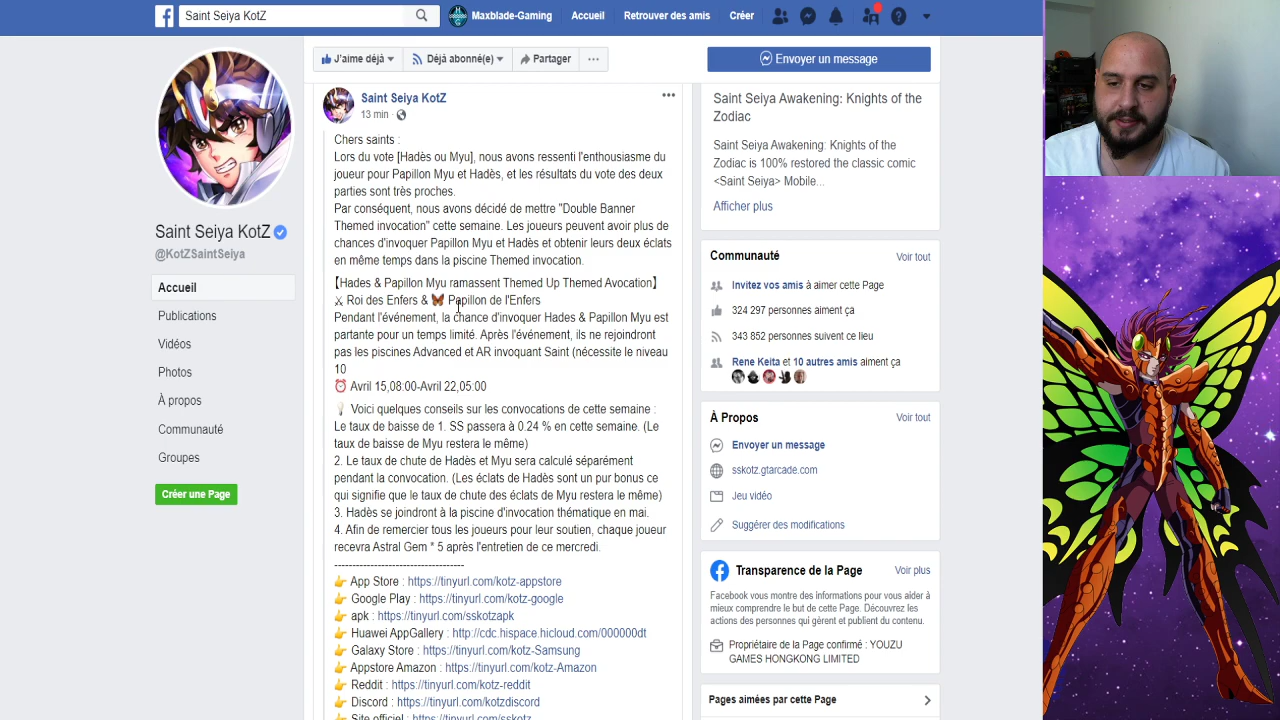 Saint Seiya KotZ
Maxblade-Gaming
Accueil
Retrouver des amis
Créer
Saint Seiya KotZ
@KotZSaintSeiya
Accueil
Publications
Vidéos
Photos
À propos
Communauté
Groupes
Créer une Page
J'aime déjà
Déjà abonné(e)
Partager
...
Envoyer un message
Saint Seiya KotZ
13 min ·
Chers saints :
Lors du vote [Hadès ou Myu], nous avons ressenti l'enthousiasme du
joueur pour Papillon Myu et Hadès, et les résultats du vote des deux
parties sont très proches.
Par conséquent, nous avons décidé de mettre "Double Banner
Themed invocation" cette semaine. Les joueurs peuvent avoir plus de
chances d'invoquer Papillon Myu et Hadès et obtenir leurs deux éclats
en même temps dans la piscine Themed invocation.
【Hades & Papillon Myu ramassent Themed Up Themed Avocation】
⚔ Roi des Enfers & 🦋 Papillon de l'Enfers
Pendant l'événement, la chance d'invoquer Hades & Papillon Myu est
partante pour un temps limité. Après l'événement, ils ne rejoindront
pas les piscines Advanced et AR invoquant Saint (nécessite le niveau
10
⏰ Avril 15,08:00-Avril 22,05:00
💡 Voici quelques conseils sur les convocations de cette semaine :
Le taux de baisse de 1. SS passera à 0.24 % en cette semaine. (Le
taux de baisse de Myu restera le même)
2. Le taux de chute de Hadès et Myu sera calculé séparément
pendant la convocation. (Les éclats de Hadès sont un pur bonus ce
qui signifie que le taux de chute des éclats de Myu restera le même)
3. Hadès se joindront à la piscine d'invocation thématique en mai.
4. Afin de remercier tous les joueurs pour leur soutien, chaque joueur
recevra Astral Gem * 5 après l'entretien de ce mercredi.
------------------------------------
👉 App Store : https://tinyurl.com/kotz-appstore
👉 Google Play : https://tinyurl.com/kotz-google
👉 apk : https://tinyurl.com/sskotzapk
👉 Huawei AppGallery : http://cdc.hispace.hicloud.com/000000dt
👉 Galaxy Store : https://tinyurl.com/kotz-Samsung
👉 Appstore Amazon : https://tinyurl.com/kotz-Amazon
👉 Reddit : https://tinyurl.com/kotz-reddit
👉 Discord : https://tinyurl.com/kotzdiscord
👉 Site officiel : https://tinyurl.com/sskotz
Saint Seiya Awakening: Knights of the
Zodiac
Saint Seiya Awakening: Knights of the
Zodiac is 100% restored the classic comic
<Saint Seiya> Mobile...
Afficher plus
Communauté
Voir tout
Invitez vos amis à aimer cette Page
324 297 personnes aiment ça
343 852 personnes suivent ce lieu
Rene Keita et 10 autres amis aiment ça
À Propos
Voir tout
Envoyer un message
sskotz.gtarcade.com
Jeu vidéo
Suggérer des modifications
Transparence de la Page
Voir plus
Facebook vous montre des informations pour vous aider à
mieux comprendre le but de cette Page. Découvrez les
actions des personnes qui gèrent et publient du contenu.
Propriétaire de la Page confirmé : YOUZU
GAMES HONGKONG LIMITED
Pages aimées par cette Page